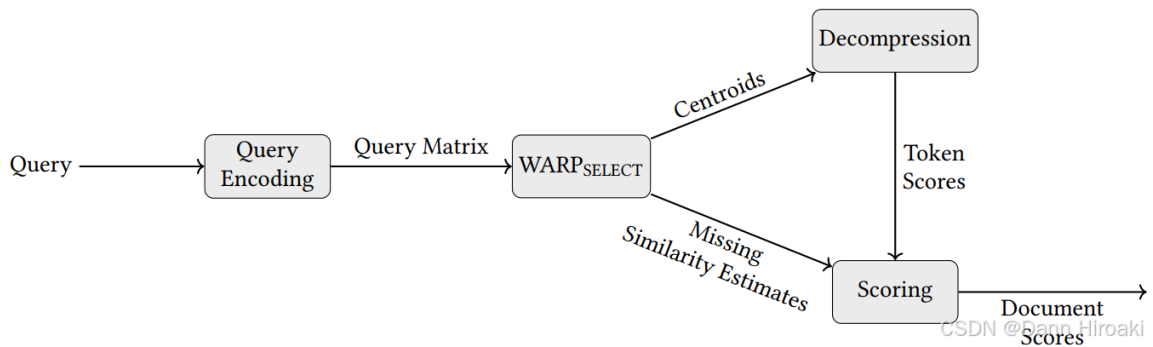 Query
Query
Encoding
Query Matrix
WARPSELECT
Centroids
Decompression
Token
Scores
Missing
Similarity Estimates
Scoring
Document
Scores
CSDN @Dann Hiroaki